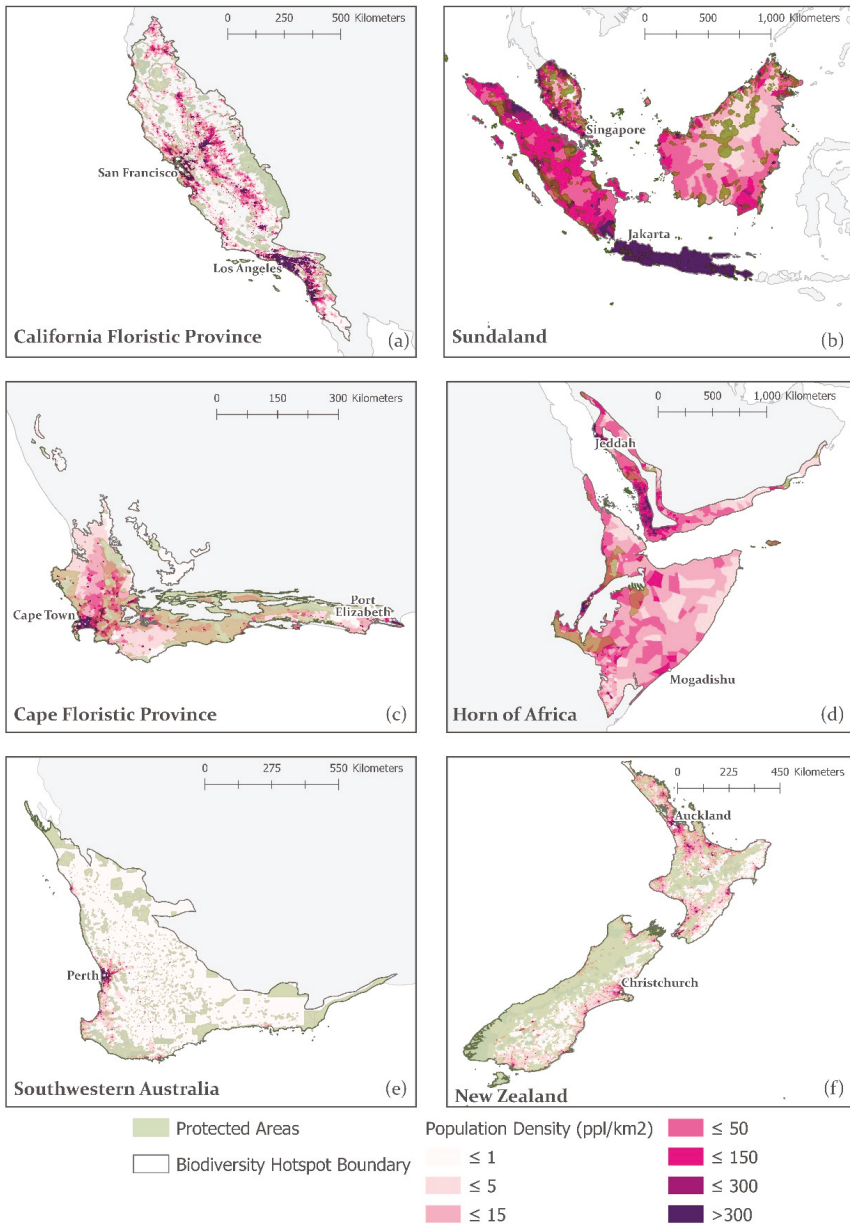 0 250 500 Kilometers
San Francisco
Los Angeles
California Floristic Province (a)
0 500 1,000 Kilometers
Singapore
Jakarta
Sundaland (b)
0 150 300 Kilometers
Cape Town
Port
Elizabeth
Cape Floristic Province (c)
0 500 1,000 Kilometers
Jeddah
Mogadishu
Horn of Africa (d)
0 275 550 Kilometers
Perth
Southwestern Australia (e)
0 225 450 Kilometers
Auckland
Christchurch
New Zealand (f)
Protected Areas
Biodiversity Hotspot Boundary
Population Density (ppl/km2)
≤ 1
≤ 5
≤ 15
≤ 50
≤ 150
≤ 300
>300